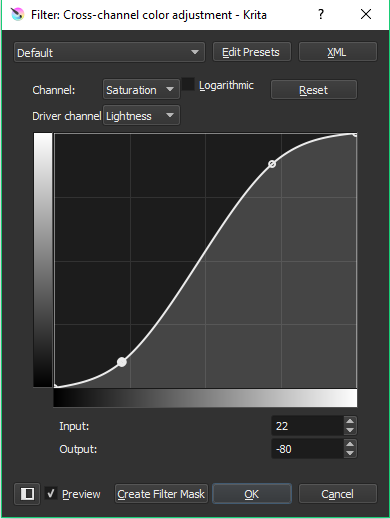 Filter: Cross-channel color adjustment - Krita
Default
Edit Presets
XML
Channel:
Saturation
Logarithmic
Reset
Driver channel
Lightness
Input:
22
Output:
-80
Preview
Create Filter Mask
OK
Cancel